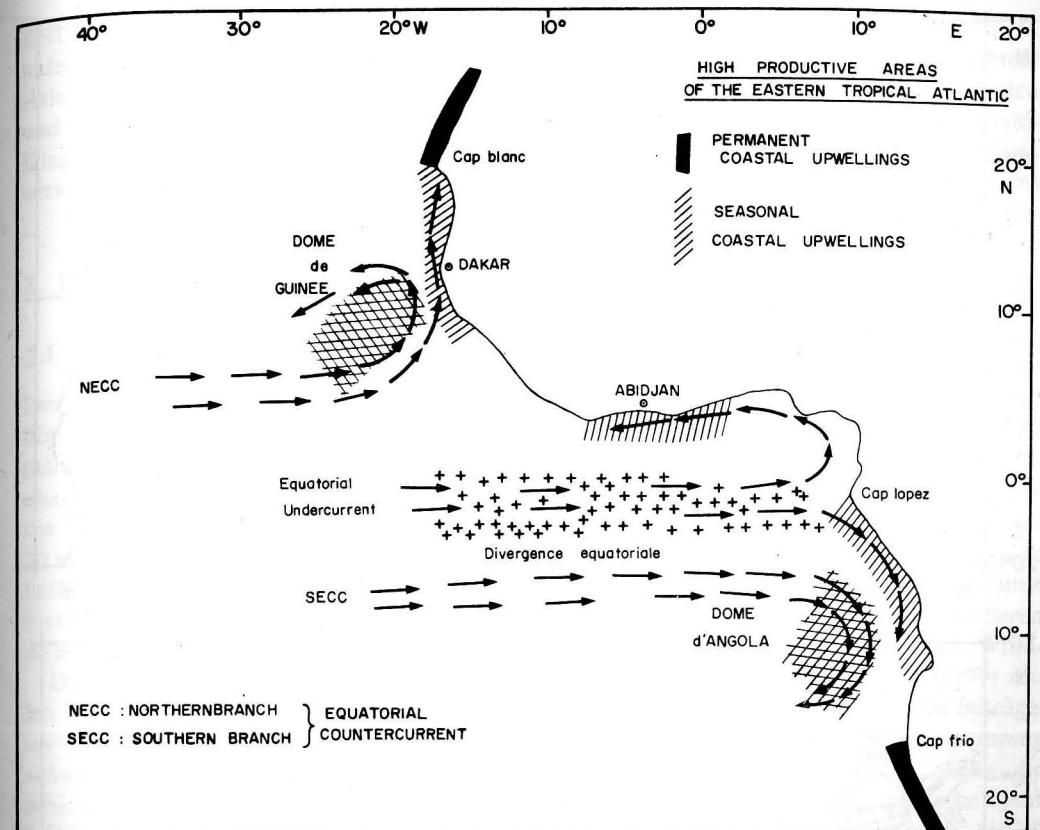 40° 30° 20° W 0° 10° E 20°
HIGH PRODUCTIVE AREAS
OF THE EASTERN TROPICAL ATLANTIC
PERMANENT
COASTAL UPWELLINGS
SEASONAL
COASTAL UPWELLINGS
Cap blanc
20°
N
DOME
de
GUINEE
DAKAR
10°
NECC
ABIDJAN
Equatorial
Undercurrent
0°
Cap lopez
Divergence equatoriale
SECC
DOME
d'ANGOLA
10°
NECC : NORTHERNBRANCH
SECC : SOUTHERN BRANCH
EQUATORIAL
COUNTERCURRENT
Cap frio
20°
S